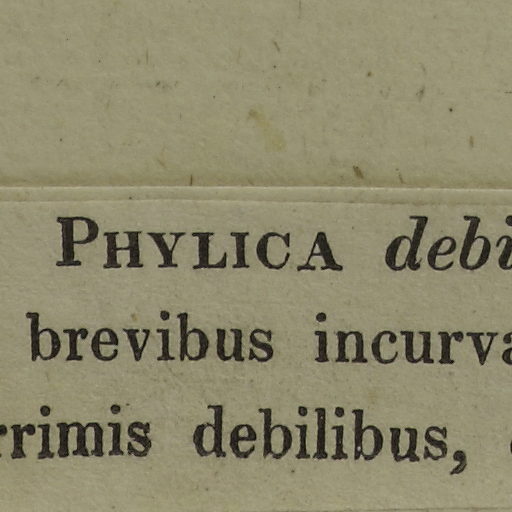 PHYLICA debi
brevibus incurva
rrimis debilibus,